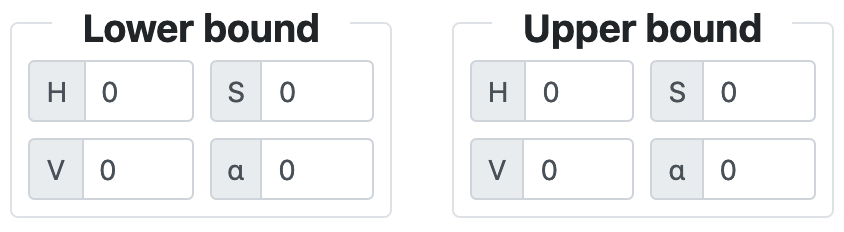 Lower bound
Upper bound
H 0 S 0
H 0 S 0
V 0 α 0
V 0 α 0